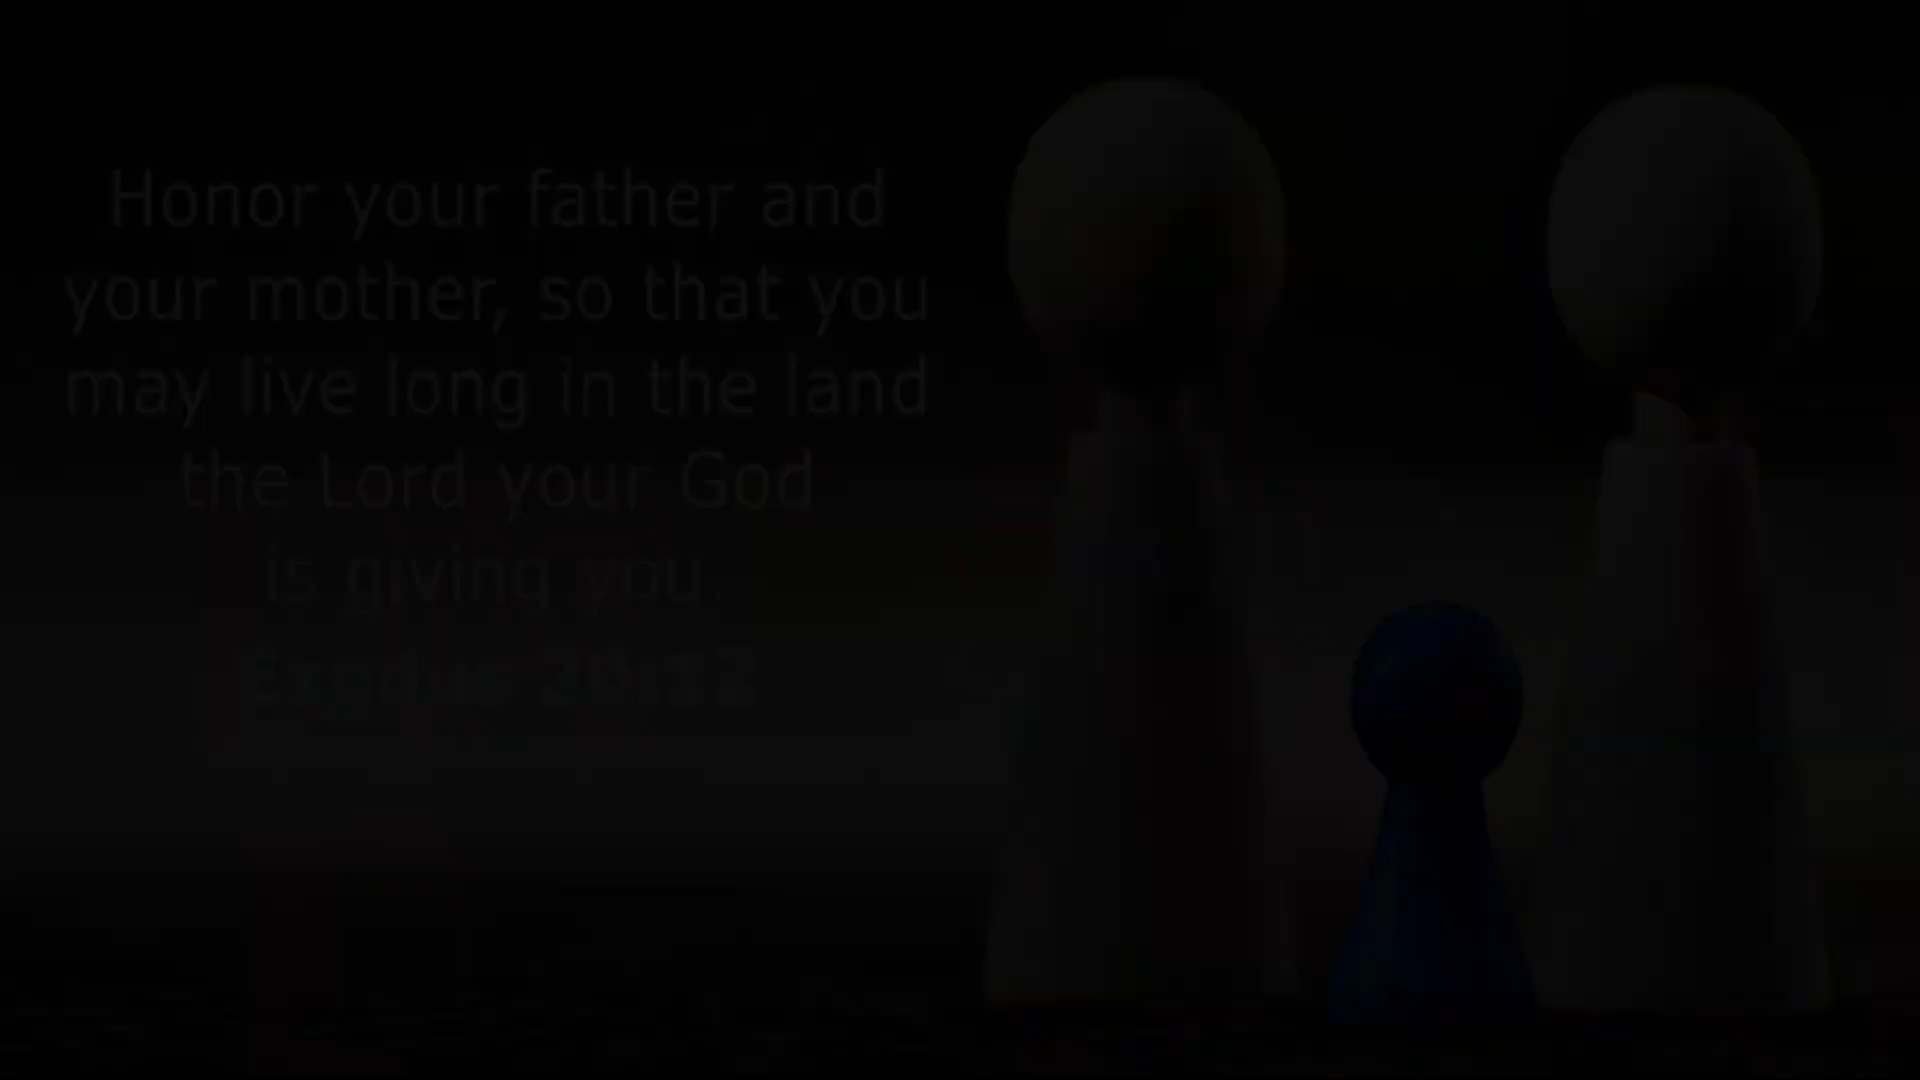 Honor your father and
your mother, so that you
may live long in the land
the Lord your God
is giving you.
Exodus 20:12